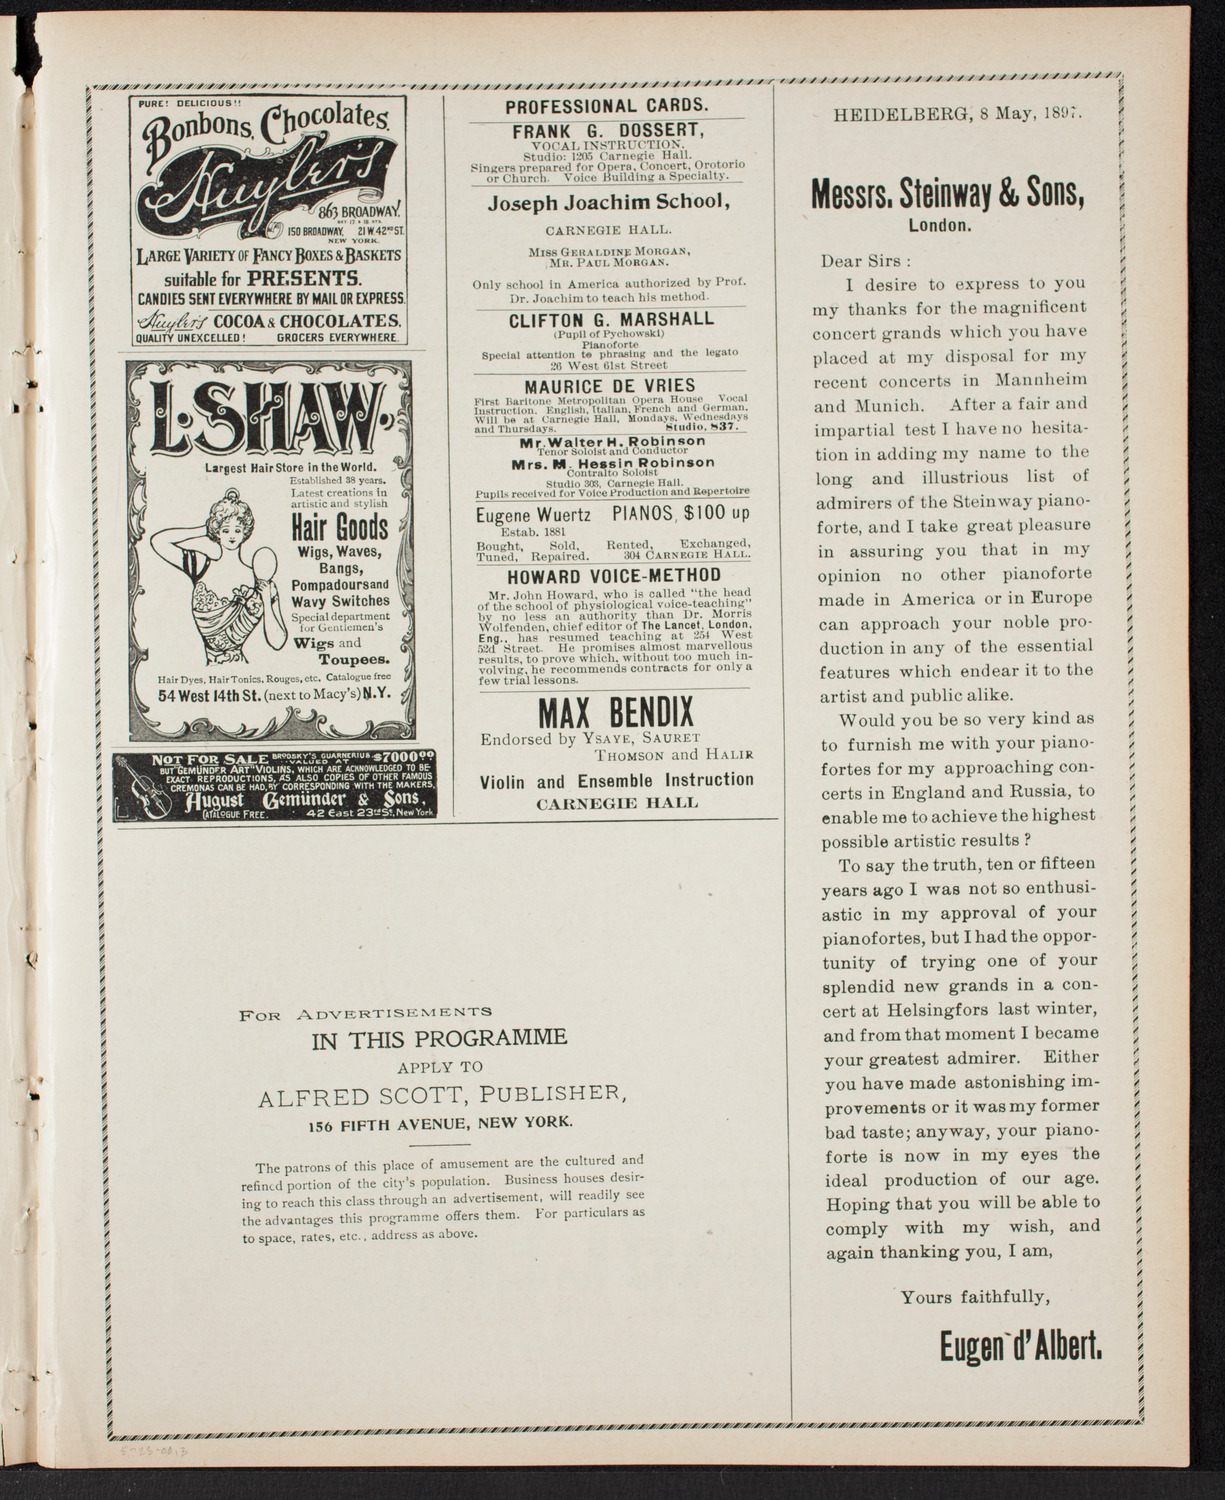 PURE! DELICIOUS!!
Bonbons, Chocolates.
Huyler's
863 BROADWAY.
150 BROADWAY, 21 W. 42ND ST.
NEW YORK.
LARGE VARIETY OF FANCY BOXES & BASKETS
suitable for PRESENTS.
CANDIES SENT EVERYWHERE BY MAIL OR EXPRESS.
Huyler's COCOA & CHOCOLATES.
QUALITY UNEXCELLED! GROCERS EVERYWHERE.
L. SHAW.
Largest Hair Store in the World.
Established 38 years.
Latest creations in
artistic and stylish
Hair Goods
Wigs, Waves,
Bangs,
Pompadours and
Wavy Switches
Special department
for Gentlemen's
Wigs and
Toupees.
Hair Dyes, Hair Tonics, Rouges, etc. Catalogue free
54 West 14th St. (next to Macy's) N.Y.
NOT FOR SALE BRODSKY'S GUARNERIUS VALUED AT $7000.00
BUT "GEMÜNDER ART" VIOLINS, WHICH ARE ACKNOWLEDGED TO BE
EXACT REPRODUCTIONS, AS ALSO COPIES OF OTHER FAMOUS
CREMONAS CAN BE HAD, BY CORRESPONDING WITH THE MAKERS,
August Gemünder & Sons,
CATALOGUE FREE. 42 East 23rd St, New York
PROFESSIONAL CARDS.
FRANK G. DOSSERT,
VOCAL INSTRUCTION.
Studio: 1205 Carnegie Hall.
Singers prepared for Opera, Concert, Orotorio
or Church. Voice Building a Specialty.
Joseph Joachim School,
CARNEGIE HALL.
MISS GERALDINE MORGAN,
MR. PAUL MORGAN.
Only school in America authorized by Prof.
Dr. Joachim to teach his method.
CLIFTON G. MARSHALL
(Pupil of Pychowski)
Pianoforte
Special attention te phrasing and the legato
26 West 61st Street
MAURICE DE VRIES
First Baritone Metropolitan Opera House Vocal
Instruction. English, Italian, French and German.
Will be at Carnegie Hall, Mondays, Wednesdays
and Thursdays. Studio, 837.
Mr. Walter H. Robinson
Tenor Soloist and Conductor
Mrs. M. Hessin Robinson
Contralto Soloist
Studio 303, Carnegie Hall.
Pupils received for Voice Production and Repertoire
Eugene Wuertz PIANOS, $100 up
Estab. 1881
Bought, Sold, Rented, Exchanged,
Tuned, Repaired. 304 CARNEGIE HALL.
HOWARD VOICE-METHOD
Mr. John Howard, who is called "the head
of the school of physiological voice-teaching"
by no less an authority than Dr. Morris
Wolfenden, chief editor of The Lancet, London,
Eng., has resumed teaching at 254 West
52d Street. He promises almost marvellous
results, to prove which, without too much in-
volving, he recommends contracts for only a
few trial lessons.
MAX BENDIX
Endorsed by YSAYE, SAURET
THOMSON and HALIR
Violin and Ensemble Instruction
CARNEGIE HALL
FOR ADVERTISEMENTS
IN THIS PROGRAMME
APPLY TO
ALFRED SCOTT, PUBLISHER,
156 FIFTH AVENUE, NEW YORK.
The patrons of this place of amusement are the cultured and
refined portion of the city's population. Business houses desir-
ing to reach this class through an advertisement, will readily see
the advantages this programme offers them. For particulars as
to space, rates, etc., address as above.
HEIDELBERG, 8 May, 1897.
Messrs. Steinway & Sons,
London.
Dear Sirs :
I desire to express to you
my thanks for the magnificent
concert grands which you have
placed at my disposal for my
recent concerts in Mannheim
and Munich. After a fair and
impartial test I have no hesita-
tion in adding my name to the
long and illustrious list of
admirers of the Steinway piano-
forte, and I take great pleasure
in assuring you that in my
opinion no other pianoforte
made in America or in Europe
can approach your noble pro-
duction in any of the essential
features which endear it to the
artist and public alike.
Would you be so very kind as
to furnish me with your piano-
fortes for my approaching con-
certs in England and Russia, to
enable me to achieve the highest
possible artistic results ?
To say the truth, ten or fifteen
years ago I was not so enthusi-
astic in my approval of your
pianofortes, but I had the oppor-
tunity of trying one of your
splendid new grands in a con-
cert at Helsingfors last winter,
and from that moment I became
your greatest admirer. Either
you have made astonishing im-
provements or it was my former
bad taste; anyway, your piano-
forte is now in my eyes the
ideal production of our age.
Hoping that you will be able to
comply with my wish, and
again thanking you, I am,
Yours faithfully,
Eugen d'Albert.